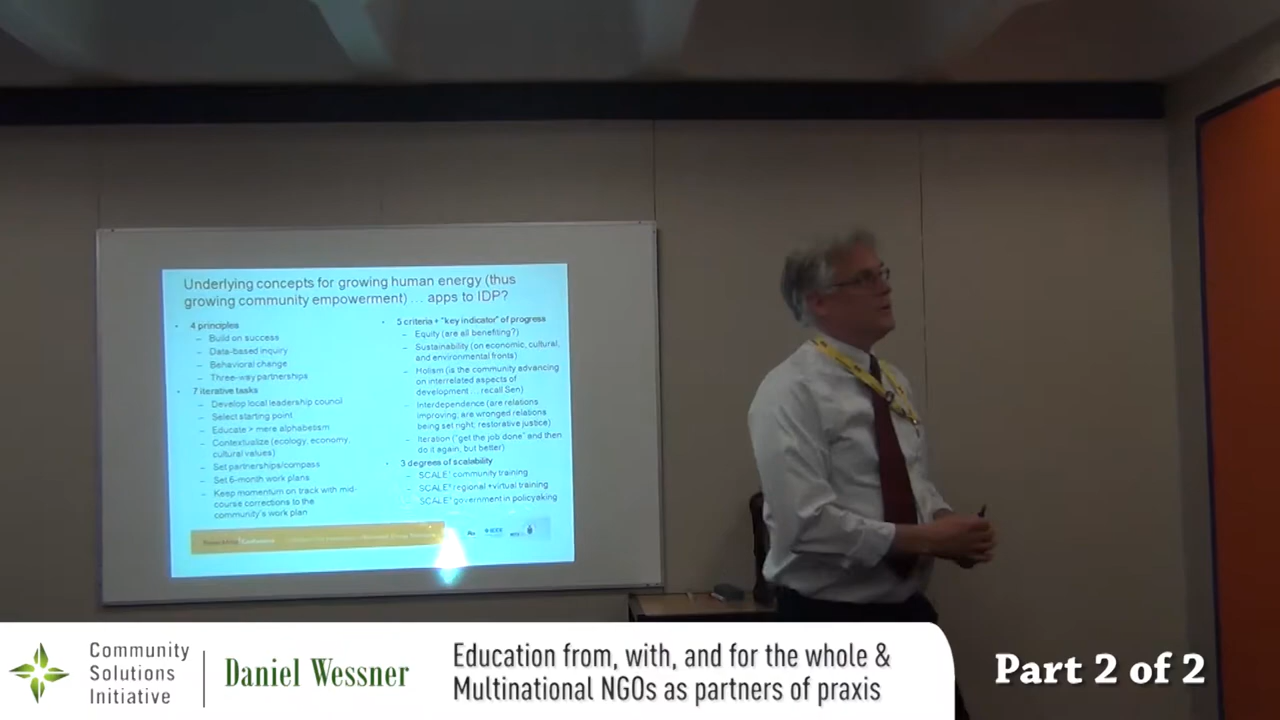 Underlying concepts for growing human energy (thus
growing community empowerment) … apps to IDP?
• 4 principles
– Build on success
– Data-based inquiry
– Behavioral change
– Three-way partnerships
• 7 iterative tasks
– Develop local leadership council
– Select starting point
– Educate > mere alphabetism
– Contextualize (ecology, economy,
cultural values)
– Set partnerships/compass
– Set 6-month work plans
– Keep momentum on track with mid-
course corrections to the
community's work plan
• 5 criteria + "key indicator" of progress
– Equity (are all benefiting?)
– Sustainability (on economic, cultural,
and environmental fronts)
– Holism (is the community advancing
on interrelated aspects of
development … recall Sen)
– Interdependence (are relations
improving; are wronged relations
being set right; restorative justice)
– Iteration ("get the job done" and then
do it again, but better)
• 3 degrees of scalability
– SCALE community training
– SCALE regional +virtual training
– SCALE government in policyaking
Conference
Community
Solutions
Initiative
Daniel Wessner
Education from, with, and for the whole &
Multinational NGOs as partners of praxis
Part 2 of 2